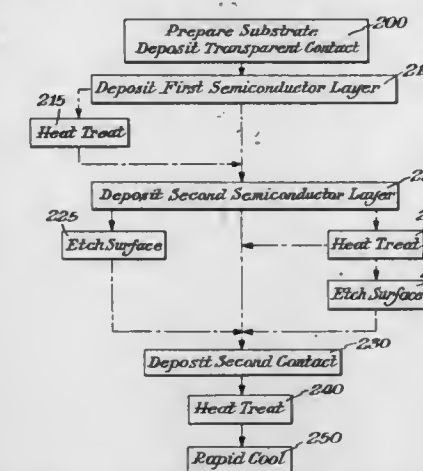 Prepare Substrate
Deposit Transparent Contact
200
Deposit First Semiconductor Layer
215
Heat Treat
Deposit Second Semiconductor Layer
225
Etch Surface
Heat Treat
Etch Surface
Deposit Second Contact
230
Heat Treat
240
Rapid Cool
250